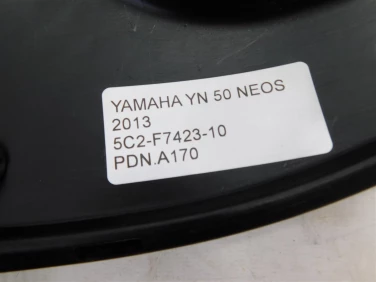 YAMAHA YN 50 NEOS
2013
5C2-F7423-10
PDN.A170